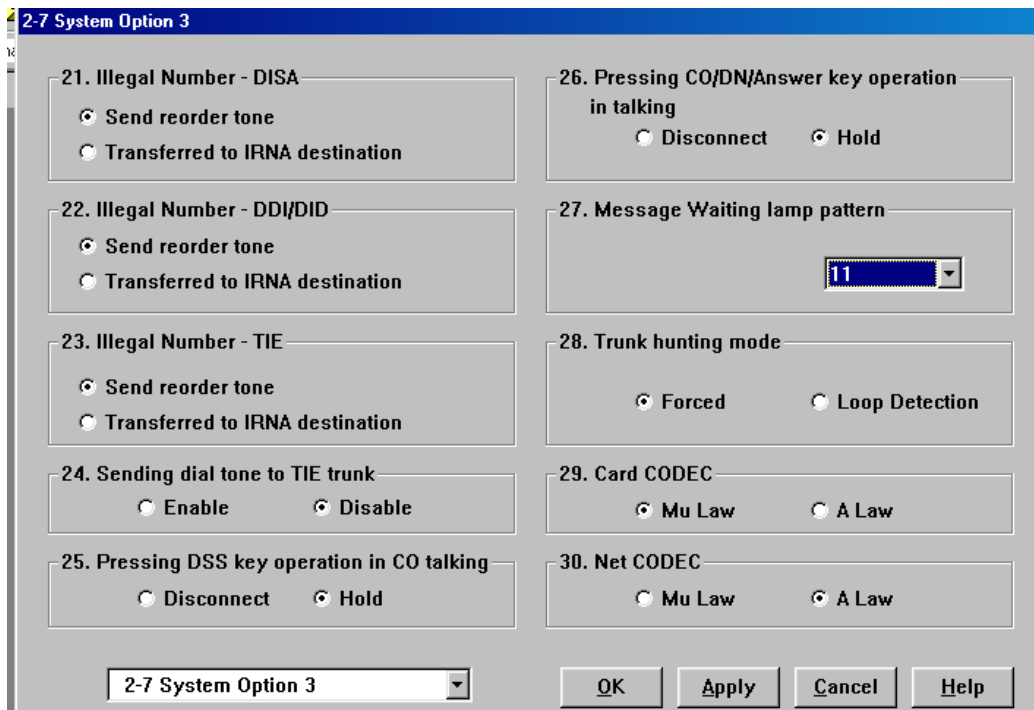 2-7 System Option 3
21. Illegal Number - DISA
Send reorder tone
Transferred to IRNA destination
22. Illegal Number - DDI/DID
Send reorder tone
Transferred to IRNA destination
23. Illegal Number - TIE
Send reorder tone
Transferred to IRNA destination
24. Sending dial tone to TIE trunk
Enable Disable
25. Pressing DSS key operation in CO talking
Disconnect Hold
26. Pressing CO/DN/Answer key operation
in talking
Disconnect Hold
27. Message Waiting lamp pattern
11
28. Trunk hunting mode
Forced Loop Detection
29. Card CODEC
Mu Law A Law
30. Net CODEC
Mu Law A Law
2-7 System Option 3
OK Apply Cancel Help